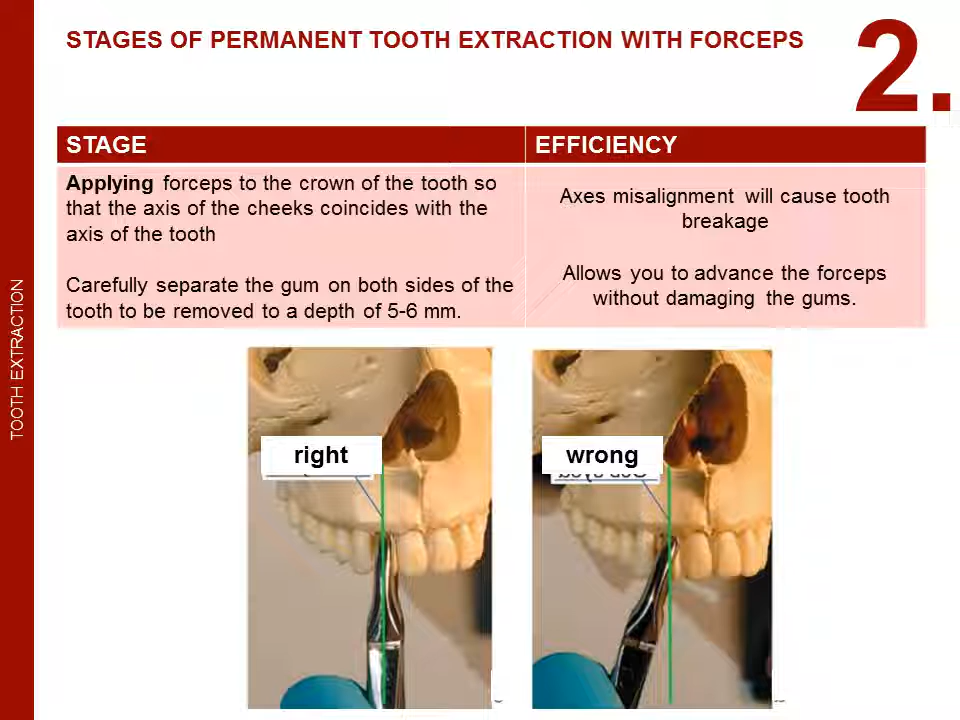 STAGES OF PERMANENT TOOTH EXTRACTION WITH FORCEPS
2.
STAGE
EFFICIENCY
Applying forceps to the crown of the tooth so
that the axis of the cheeks coincides with the
axis of the tooth
Carefully separate the gum on both sides of the
tooth to be removed to a depth of 5-6 mm.
Axes misalignment will cause tooth
breakage
Allows you to advance the forceps
without damaging the gums.
TOOTH EXTRACTION
right
wrong